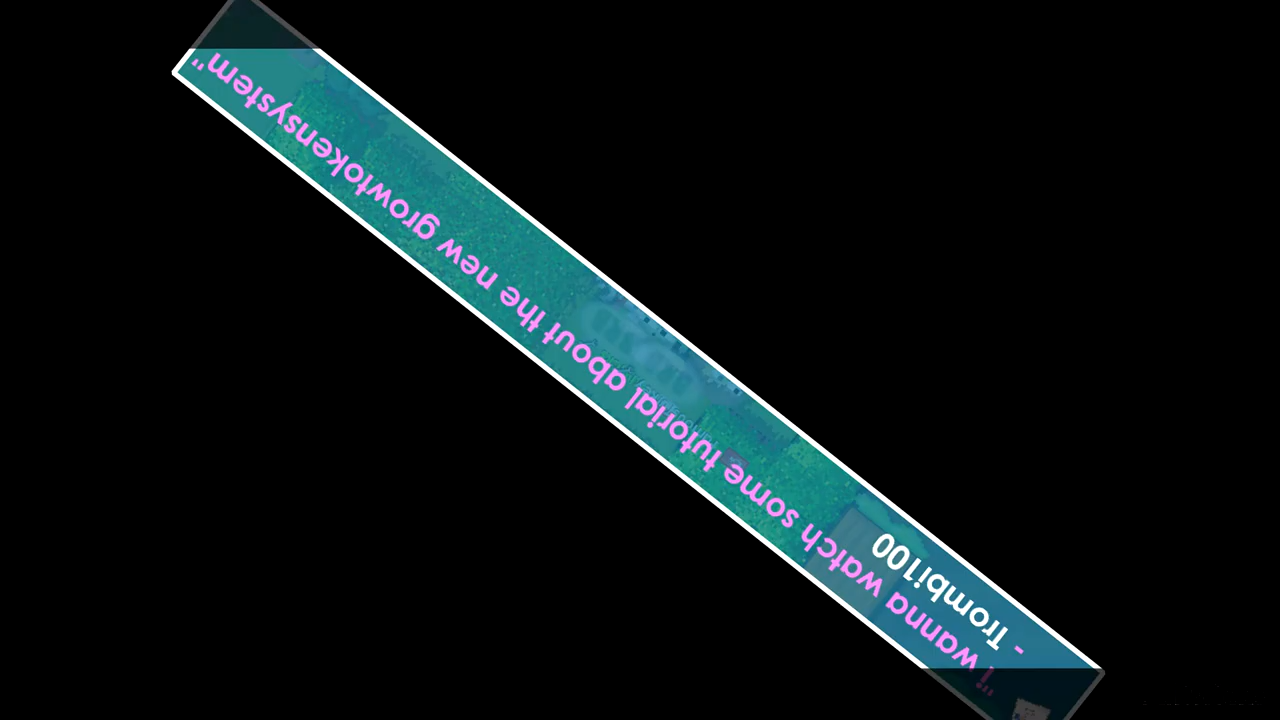 "i wanna watch some tutorial about the new growtokensystem"
- Trombi100